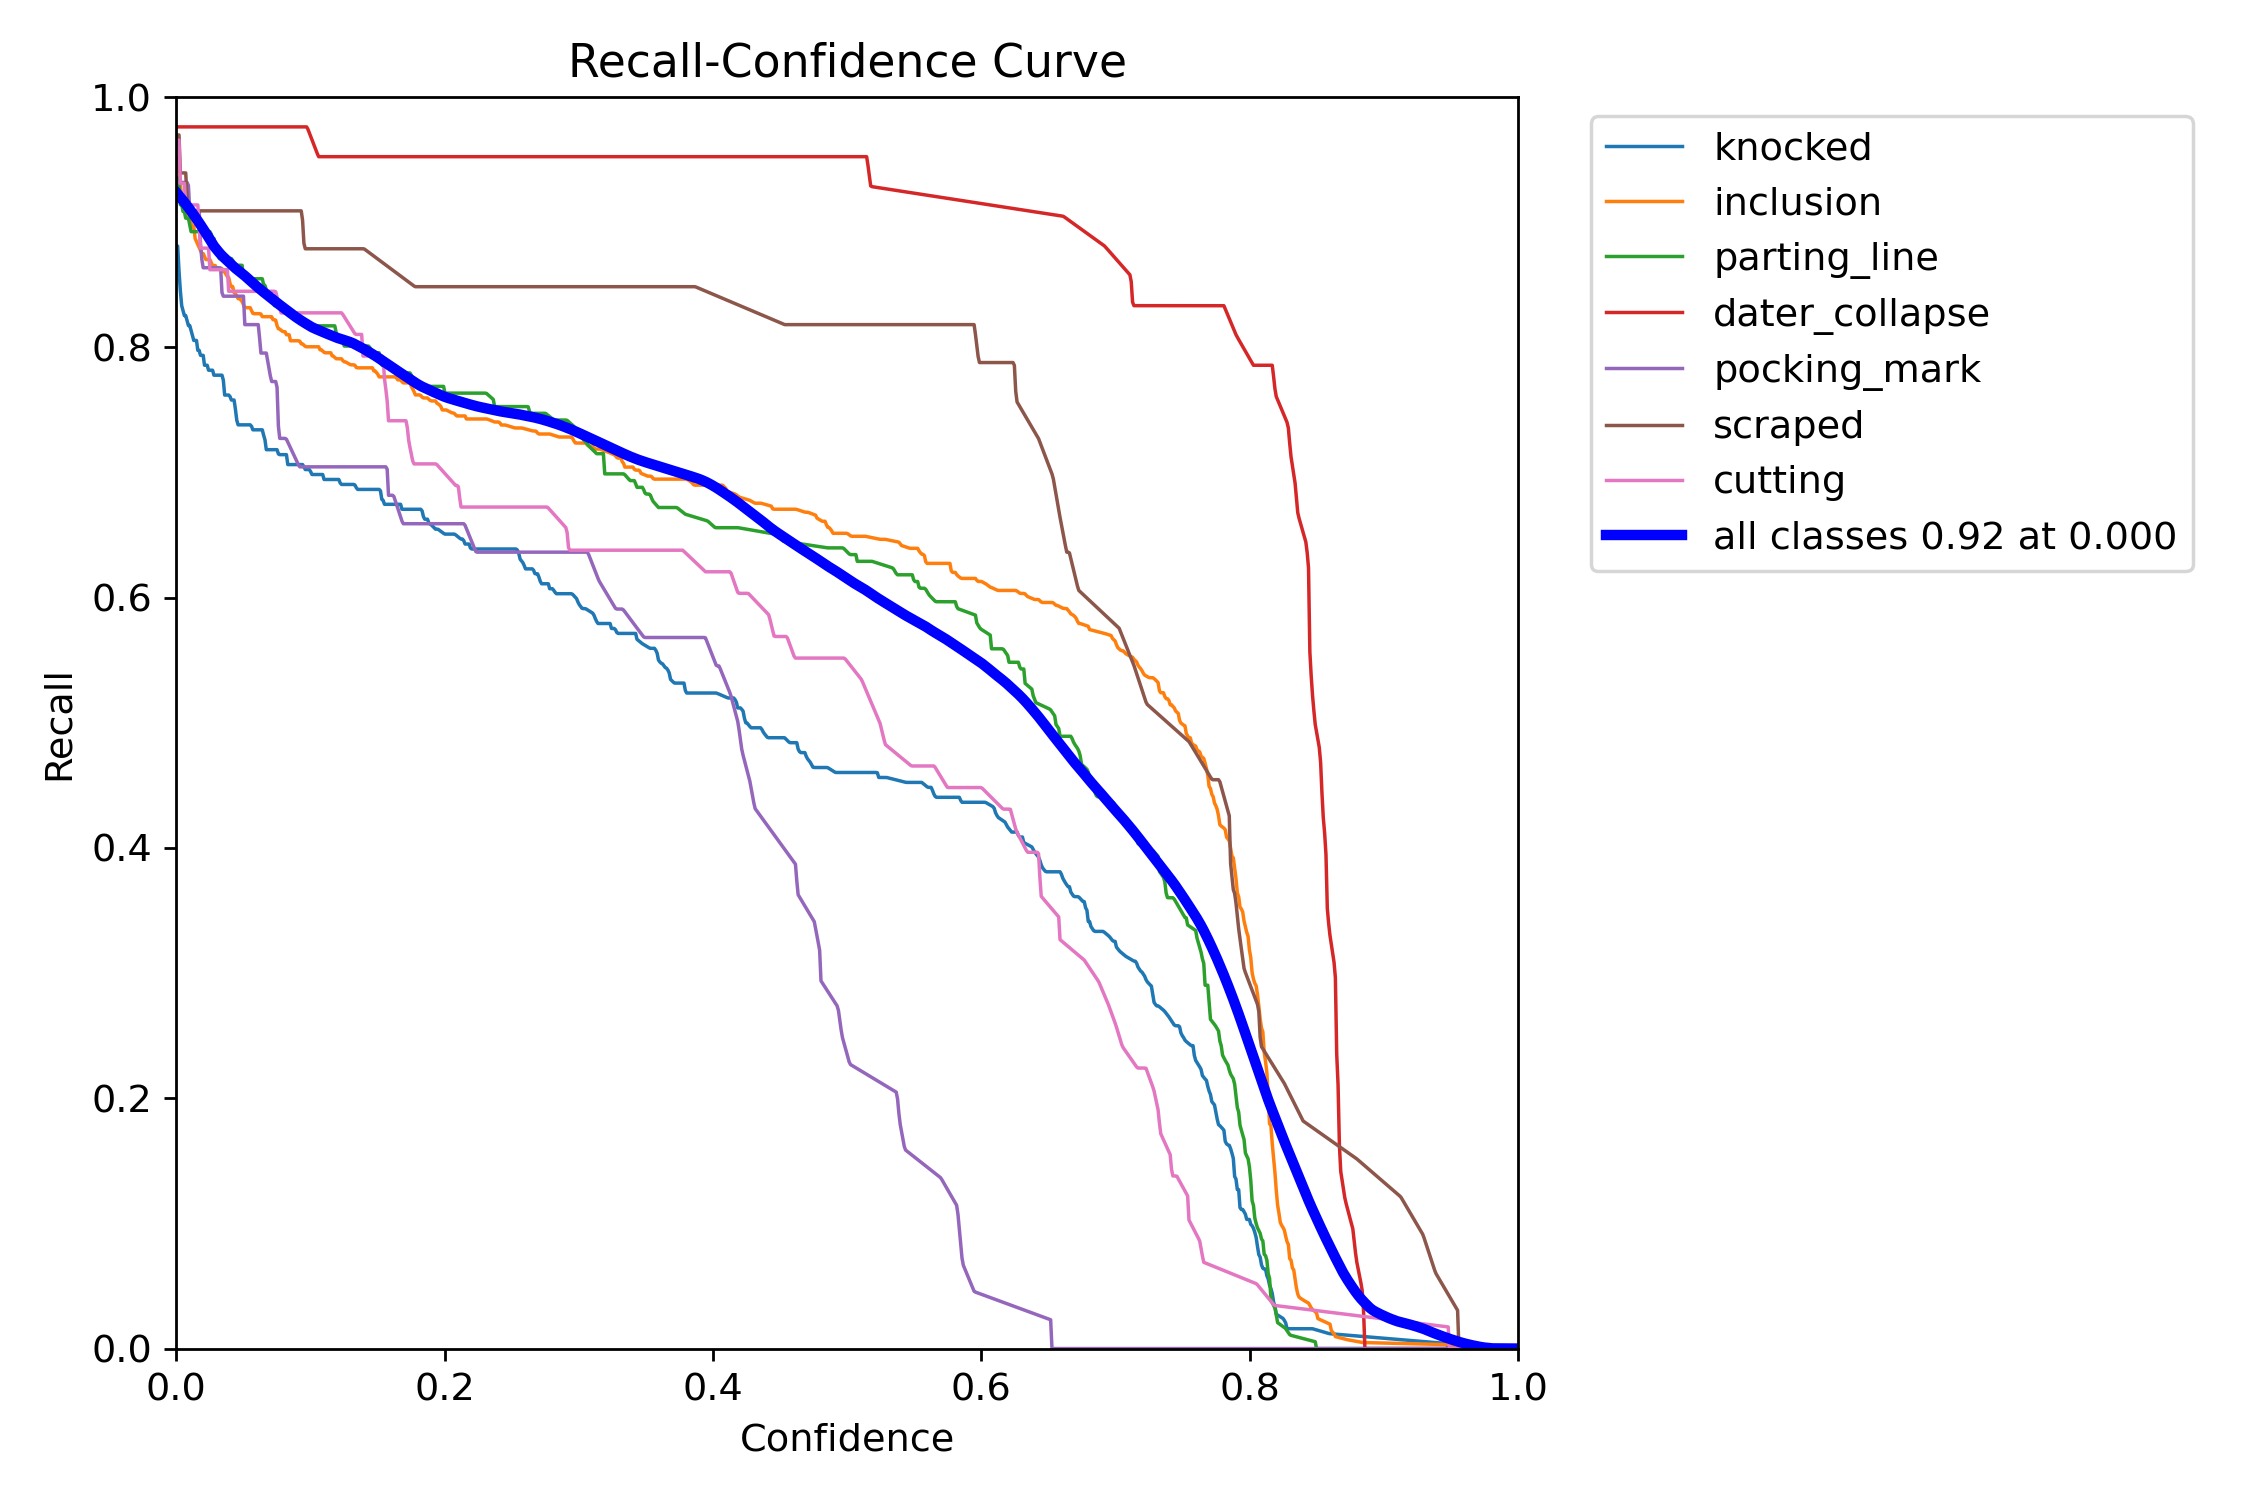 Recall-Confidence Curve
1.0
0.8
0.6
0.4
0.2
0.0
Recall
0.0 0.2 0.4 0.6 0.8 1.0
Confidence
knocked
inclusion
parting_line
dater_collapse
pocking_mark
scraped
cutting
all classes 0.92 at 0.000